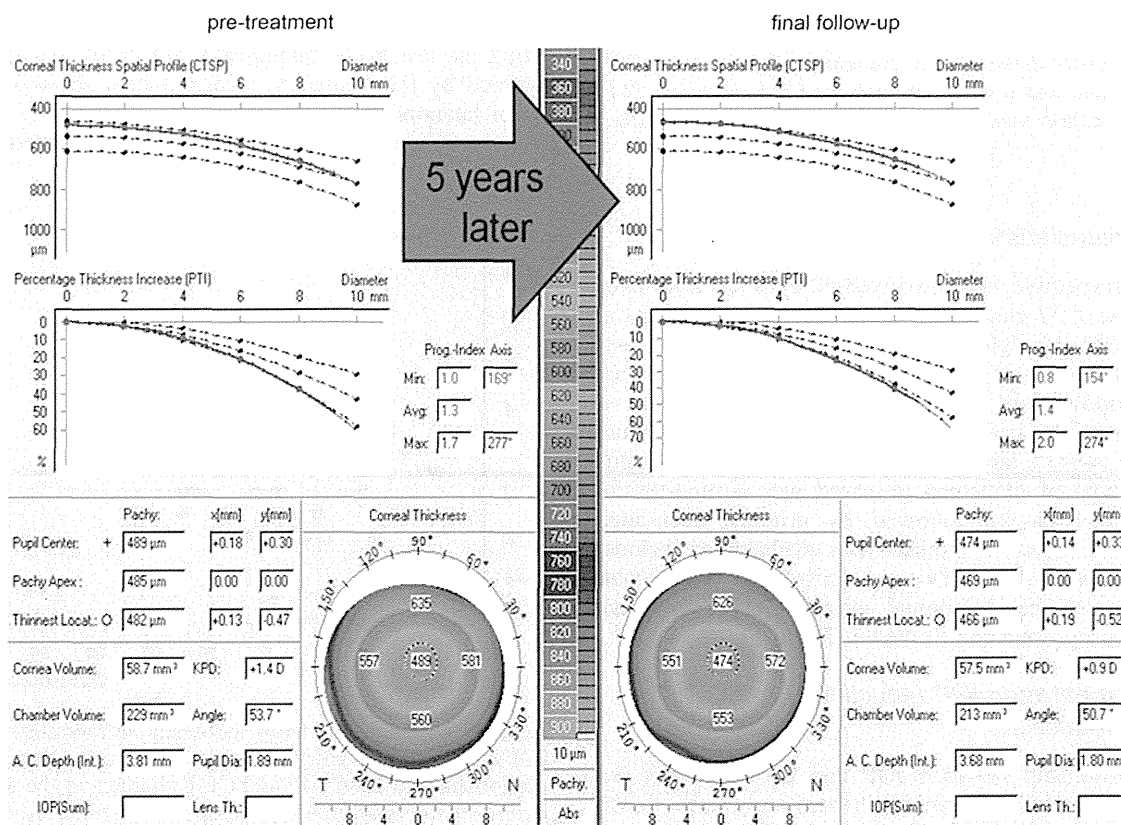 pre-treatment
final follow-up
5 years
later
Corneal Thickness Spatial Profile (CTSP)
0 2 4 6 8 10 mm
Diameter
400
600
800
1000
µm
Percentage Thickness Increase (PTI)
0 2 4 6 8 10 mm
Diameter
0
10
20
30
40
50
60
%
Prog.-Index Axis
Min: 1.0 169°
Avg: 1.3
Max: 1.7 277°
Pachy: x[mm] y[mm]
Pupil Center: + 489 µm +0.18 +0.30
Pachy Apex: 485 µm 0.00 0.00
Thinnest Locat.: O 482 µm +0.13 -0.47
Cornea Volume: 58.7 mm³ KPD: +1.4 D
Chamber Volume: 229 mm³ Angle: 53.7°
A. C. Depth (Int.): 3.81 mm Pupil Dia: 1.89 mm
IOP(Sum): Lens Th.:
Corneal Thickness
90°
120° 60°
150° 30°
635
557 489 581
560
210° 330°
240° 300°
270°
T N
8 4 0 4 8
340
360
380
520
540
560
580
600
620
640
660
680
700
720
740
760
780
800
820
840
860
880
900
10 µm
Pachy.
Abs
Corneal Thickness Spatial Profile (CTSP)
0 2 4 6 8 10 mm
Diameter
400
600
800
1000
µm
Percentage Thickness Increase (PTI)
0 2 4 6 8 10 mm
Diameter
0
10
20
30
40
50
60
70
%
Prog.-Index Axis
Min: 0.8 154°
Avg: 1.4
Max: 2.0 274°
Corneal Thickness
90°
120° 60°
150° 30°
626
551 474 572
553
210° 330°
240° 300°
270°
T N
8 4 0 4 8
Pachy: x[mm] y[mm]
Pupil Center: + 474 µm +0.14 +0.33
Pachy Apex: 469 µm 0.00 0.00
Thinnest Locat.: O 466 µm +0.19 -0.52
Cornea Volume: 57.5 mm³ KPD: +0.9 D
Chamber Volume: 213 mm³ Angle: 50.7°
A. C. Depth (Int.): 3.68 mm Pupil Dia: 1.80 mm
IOP(Sum): Lens Th.: